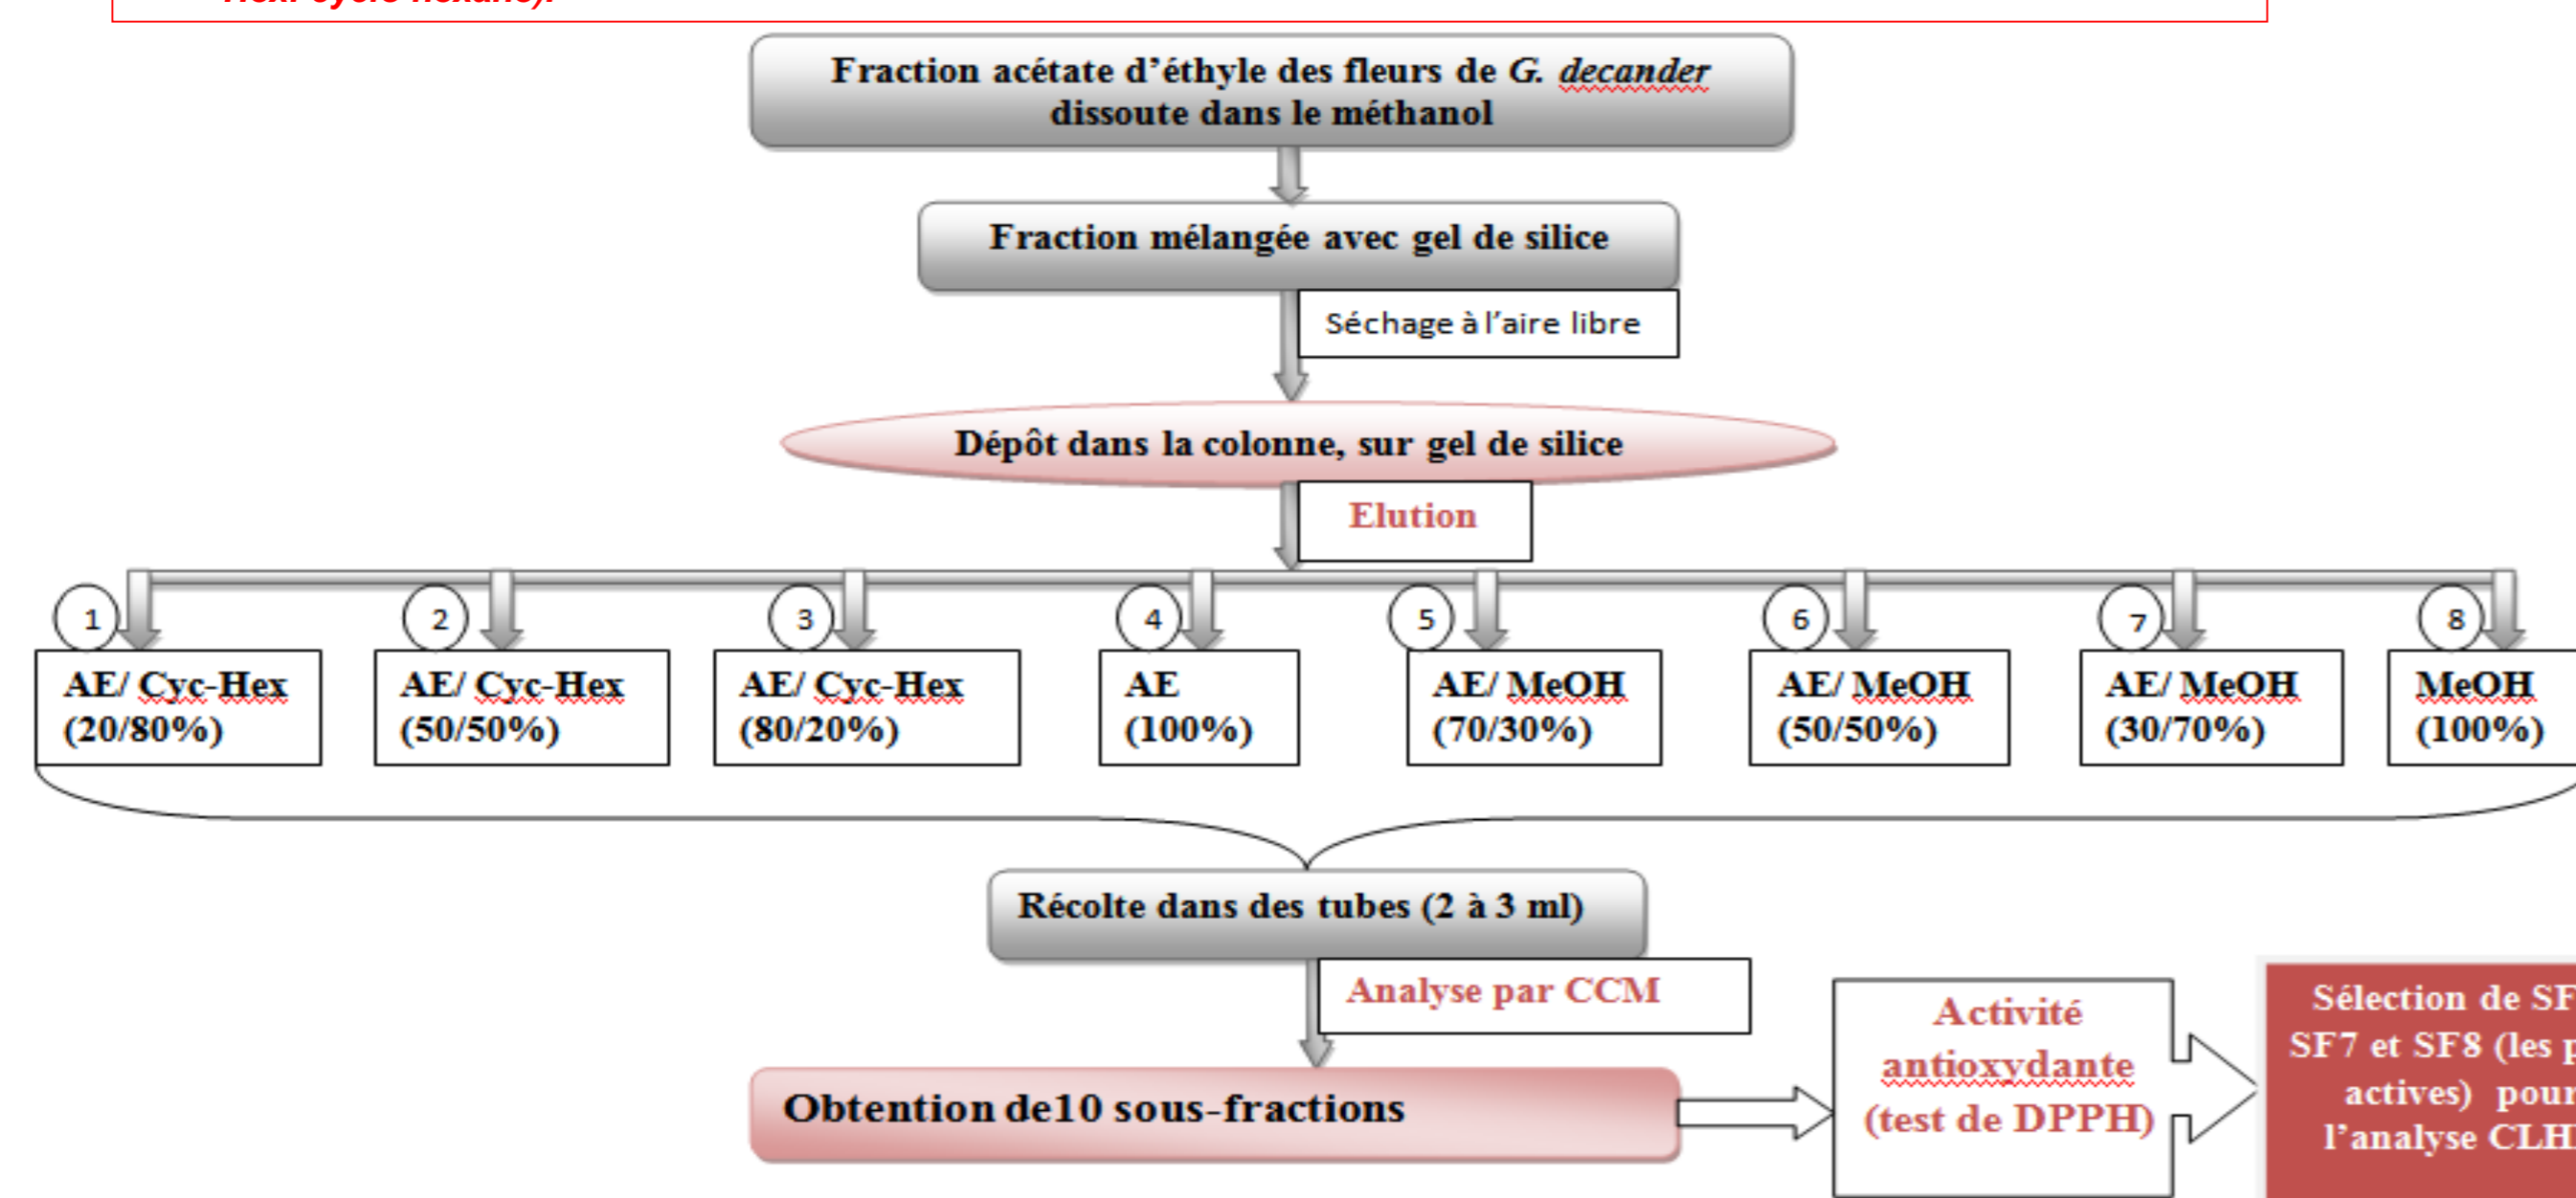 Fraction acétate d’éthyle des fleurs de G. decander
dissoute dans le méthanol
Fraction mélangée avec gel de silice
Séchage à l’aire libre
Dépôt dans la colonne, sur gel de silice
Elution
1
2
3
4
5
6
7
8
AE/ Cyc-Hex
(20/80%)
AE/ Cyc-Hex
(50/50%)
AE/ Cyc-Hex
(80/20%)
AE
(100%)
AE/ MeOH
(70/30%)
AE/ MeOH
(50/50%)
AE/ MeOH
(30/70%)
MeOH
(100%)
Récolte dans des tubes (2 à 3 ml)
Analyse par CCM
Obtention de10 sous-fractions
Activité
antioxydante
(test de DPPH)
Sélection de SF
SF7 et SF8 (les
actives) pour
l’analyse